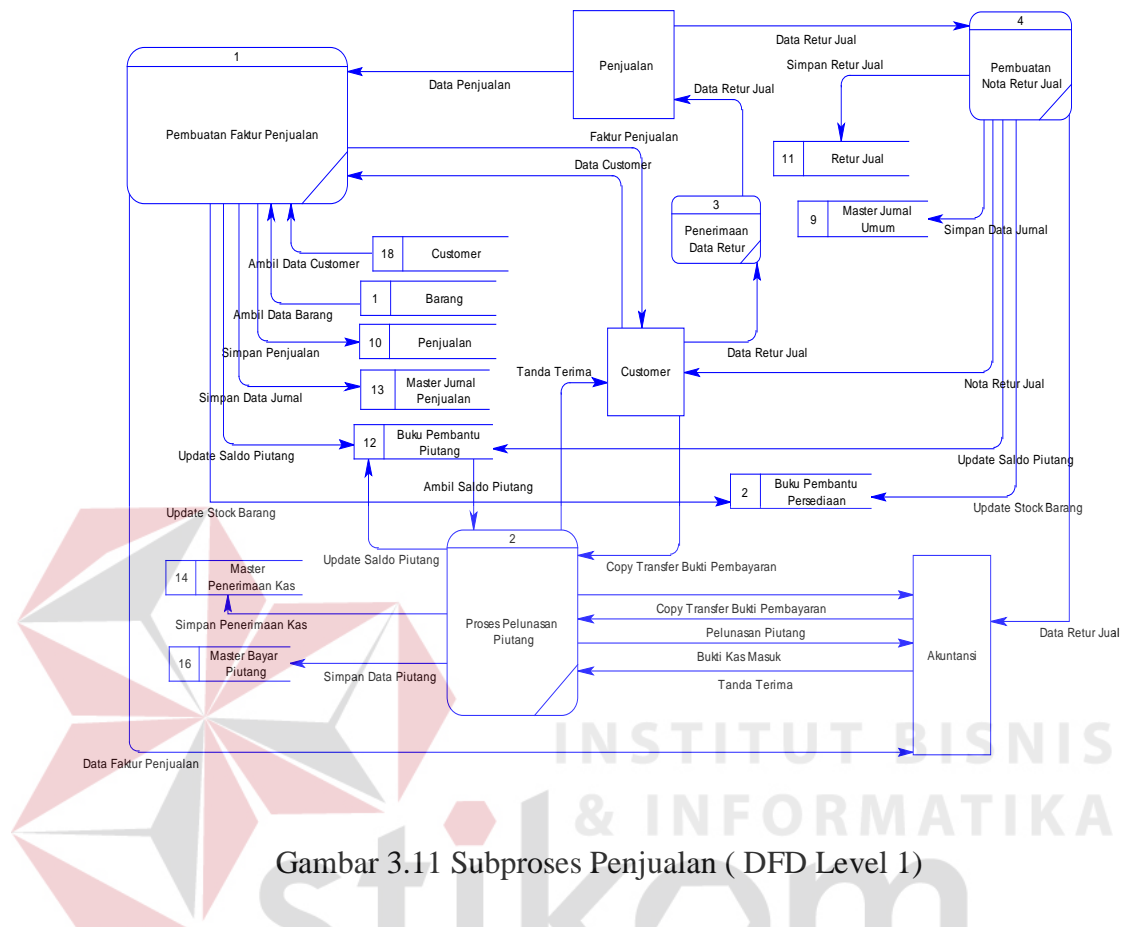 1
Pembuatan Faktur Penjualan
Penjualan
4
Pembuatan
Nota Retur Jual
Data Retur Jual
Simpan Retur Jual
Data Penjualan
Data Retur Jual
Faktur Penjualan
Data Customer
11 Retur Jual
3
Penerimaan
Data Retur
9 Master Jurnal
Umum
Simpan Data Jurnal
18 Customer
Ambil Data Customer
1 Barang
Ambil Data Barang
10 Penjualan
Simpan Penjualan
13 Master Jurnal
Penjualan
Simpan Data Jurnal
Customer
Data Retur Jual
Tanda Terima
Nota Retur Jual
12 Buku Pembantu
Piutang
Update Saldo Piutang
Update Saldo Piutang
Ambil Saldo Piutang
2 Buku Pembantu
Persediaan
Update Stock Barang
Update Stock Barang
2
Proses Pelunasan
Piutang
Update Saldo Piutang
Copy Transfer Bukti Pembayaran
14 Master
Penerimaan Kas
Simpan Penerimaan Kas
Copy Transfer Bukti Pembayaran
Pelunasan Piutang
Data Retur Jual
16 Master Bayar
Piutang
Simpan Data Piutang
Bukti Kas Masuk
Akuntansi
Tanda Terima
Data Faktur Penjualan
INSTITUT BISNIS
& INFORMATIKA
stikom
Gambar 3.11 Subproses Penjualan ( DFD Level 1)